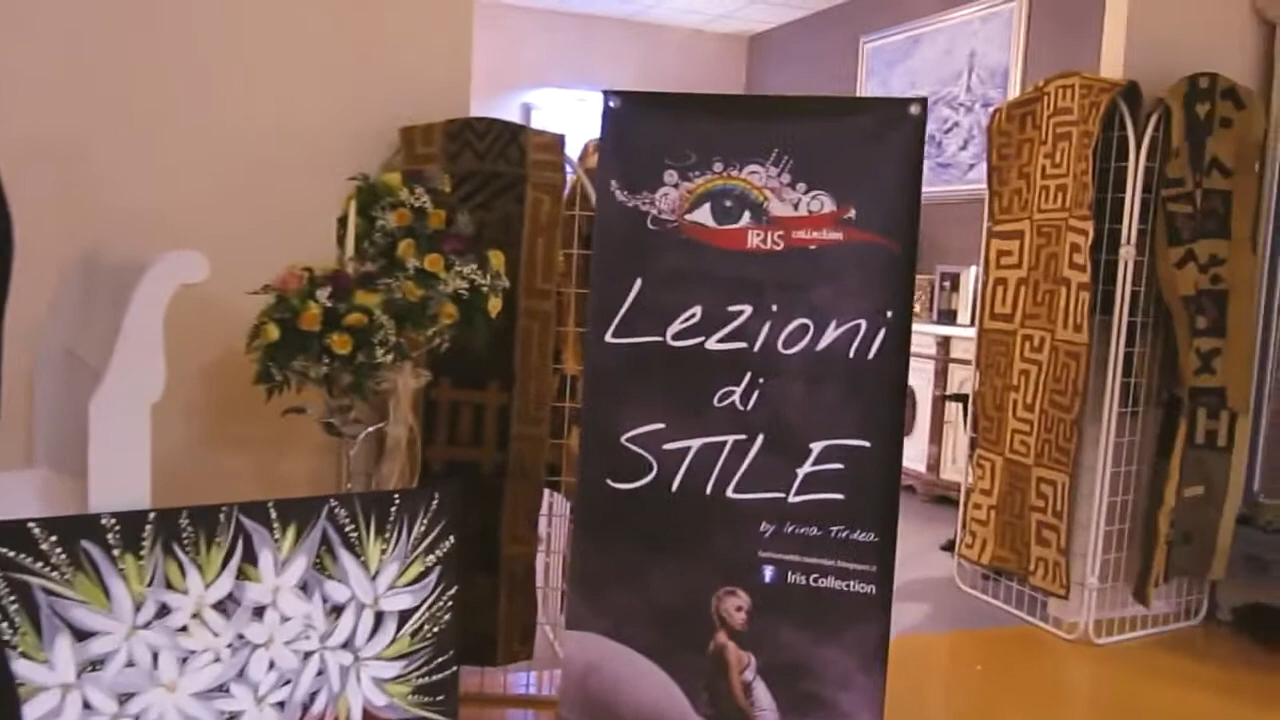 IRIS collection
Lezioni
di
STILE
by Irina Tirdea
Iris Collection